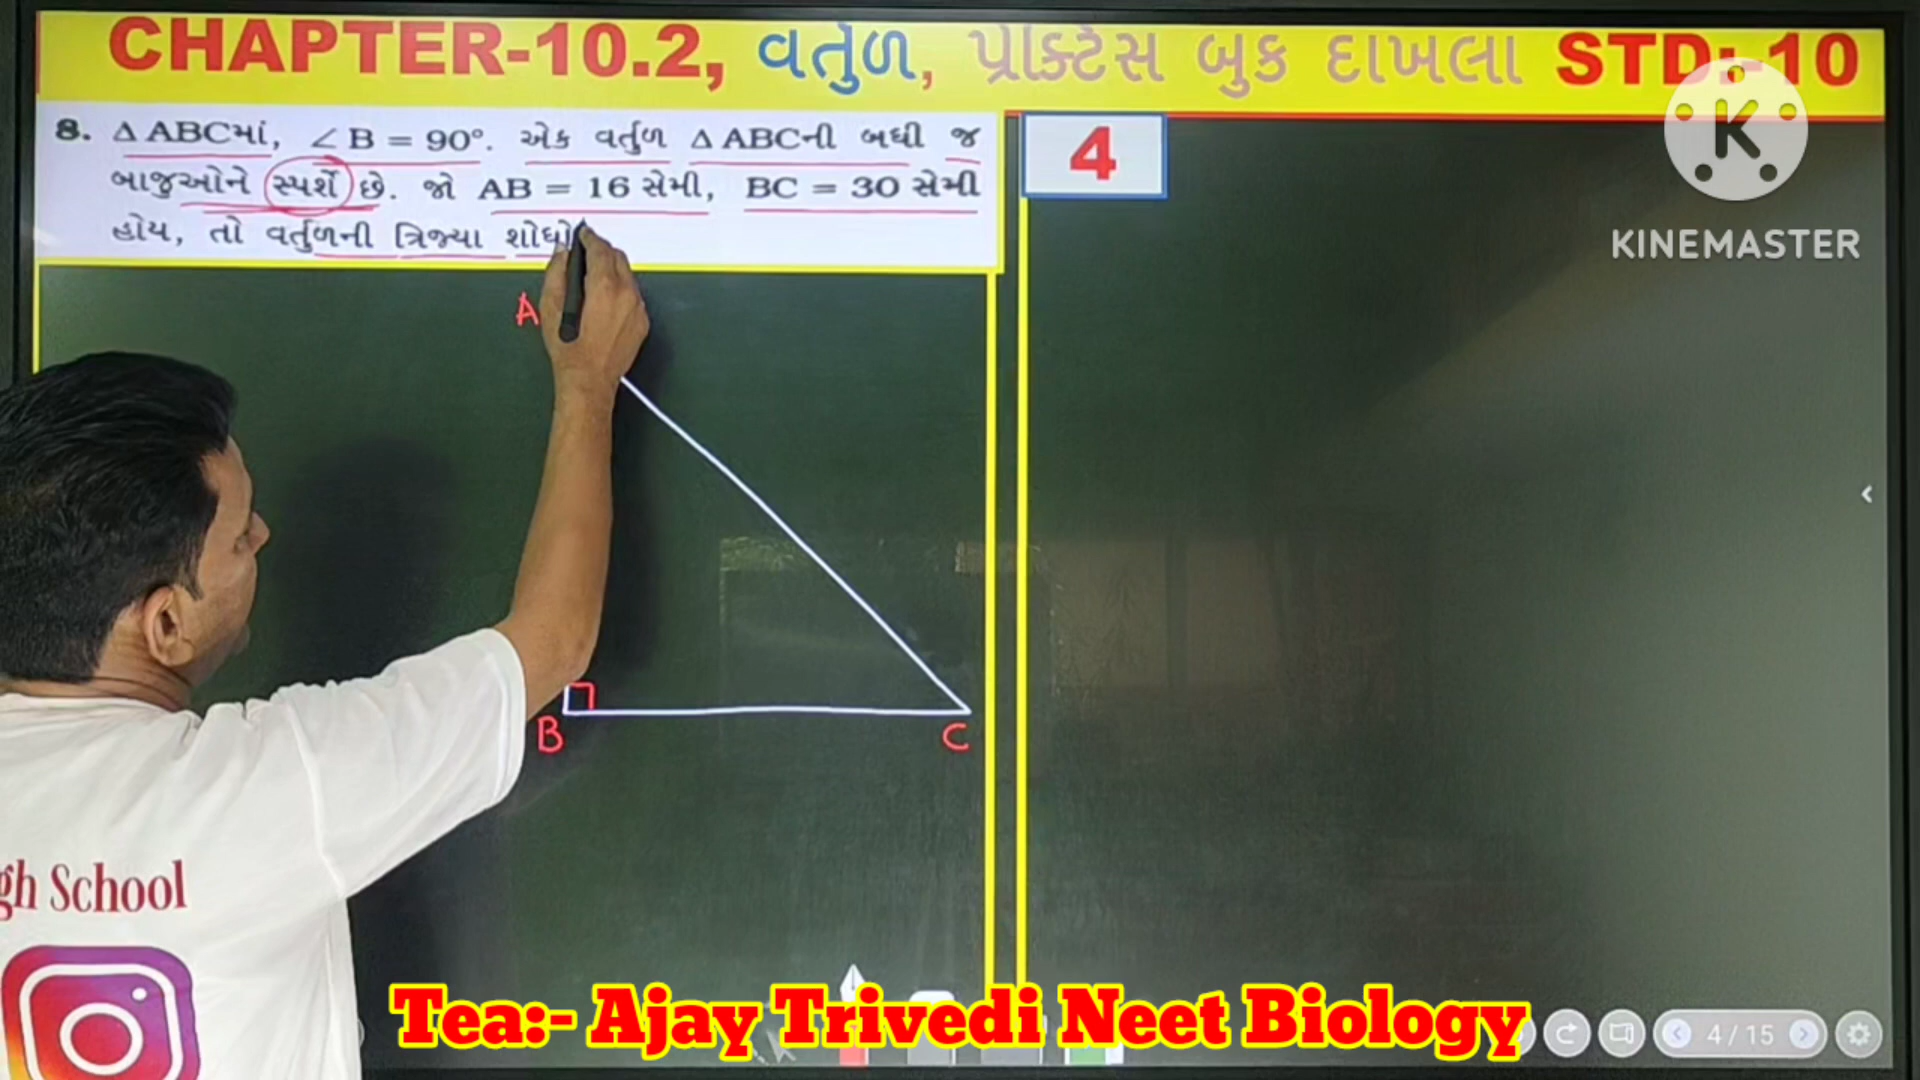 CHAPTER-10.2, વર્તુળ, પ્રેક્ટિસ બુક દાખલા STD:-10
8. Δ ABCમાં, ∠B = 90°. એક વર્તુળ Δ ABCની બધી જ
બાજુઓને સ્પર્શે છે. જો AB = 16 સેમી, BC = 30 સેમી
હોય, તો વર્તુળની ત્રિજ્યા શોધો
4
K
KINEMASTER
A
B
C
gh School
Tea:- Ajay Trivedi Neet Biology
4 / 15